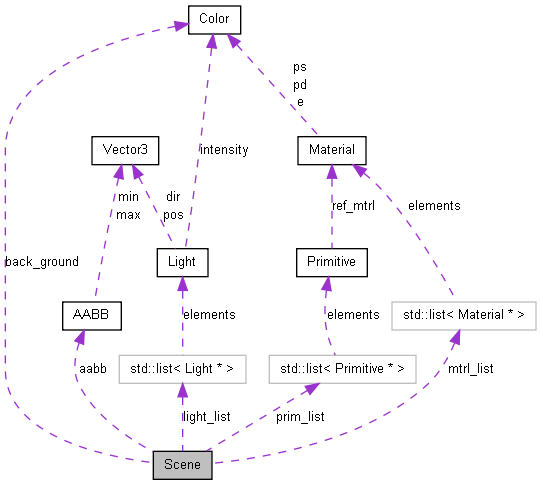 Color
ps
pd
e
Vector3
intensity
Material
min
max
dir
pos
ref_mtrl
elements
back_ground
Light
Primitive
AABB
elements
elements
std::list< Material * >
aabb
std::list< Light * >
std::list< Primitive * >
mtrl_list
light_list
prim_list
Scene